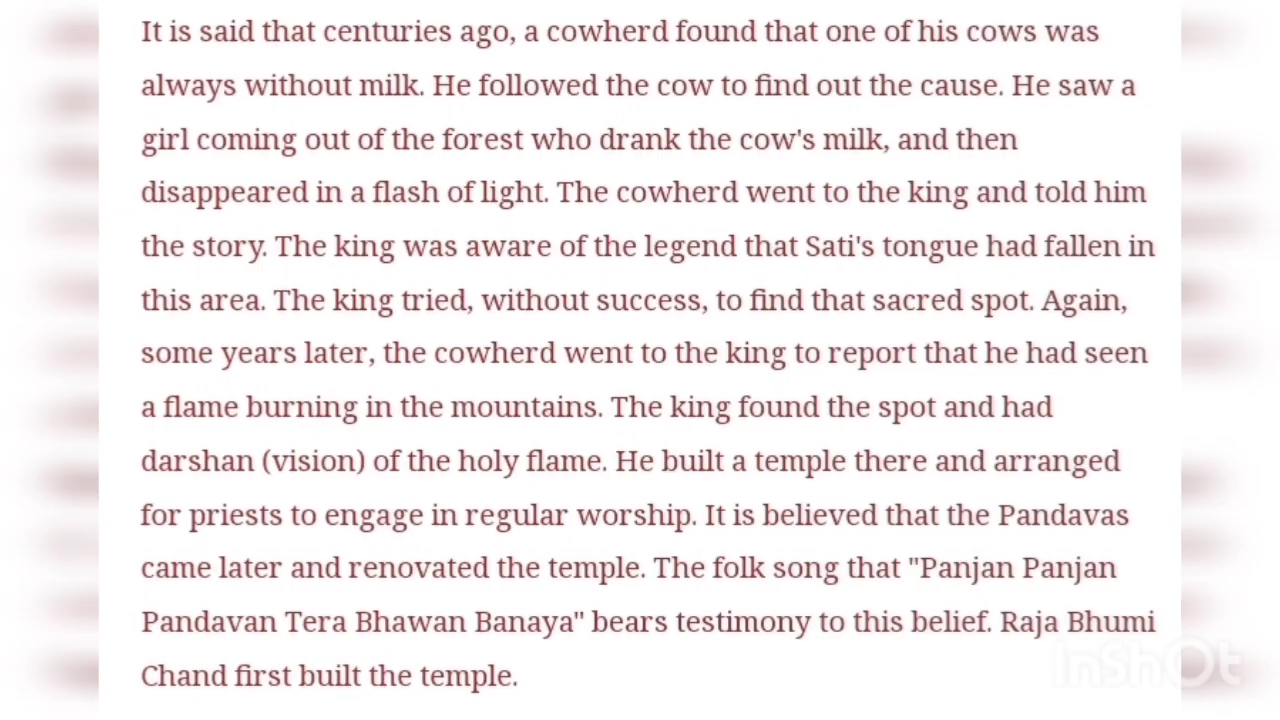 It is said that centuries ago, a cowherd found that one of his cows was
always without milk. He followed the cow to find out the cause. He saw a
girl coming out of the forest who drank the cow's milk, and then
disappeared in a flash of light. The cowherd went to the king and told him
the story. The king was aware of the legend that Sati's tongue had fallen in
this area. The king tried, without success, to find that sacred spot. Again,
some years later, the cowherd went to the king to report that he had seen
a flame burning in the mountains. The king found the spot and had
darshan (vision) of the holy flame. He built a temple there and arranged
for priests to engage in regular worship. It is believed that the Pandavas
came later and renovated the temple. The folk song that "Panjan Panjan
Pandavan Tera Bhawan Banaya" bears testimony to this belief. Raja Bhumi
Chand first built the temple.
InShOt